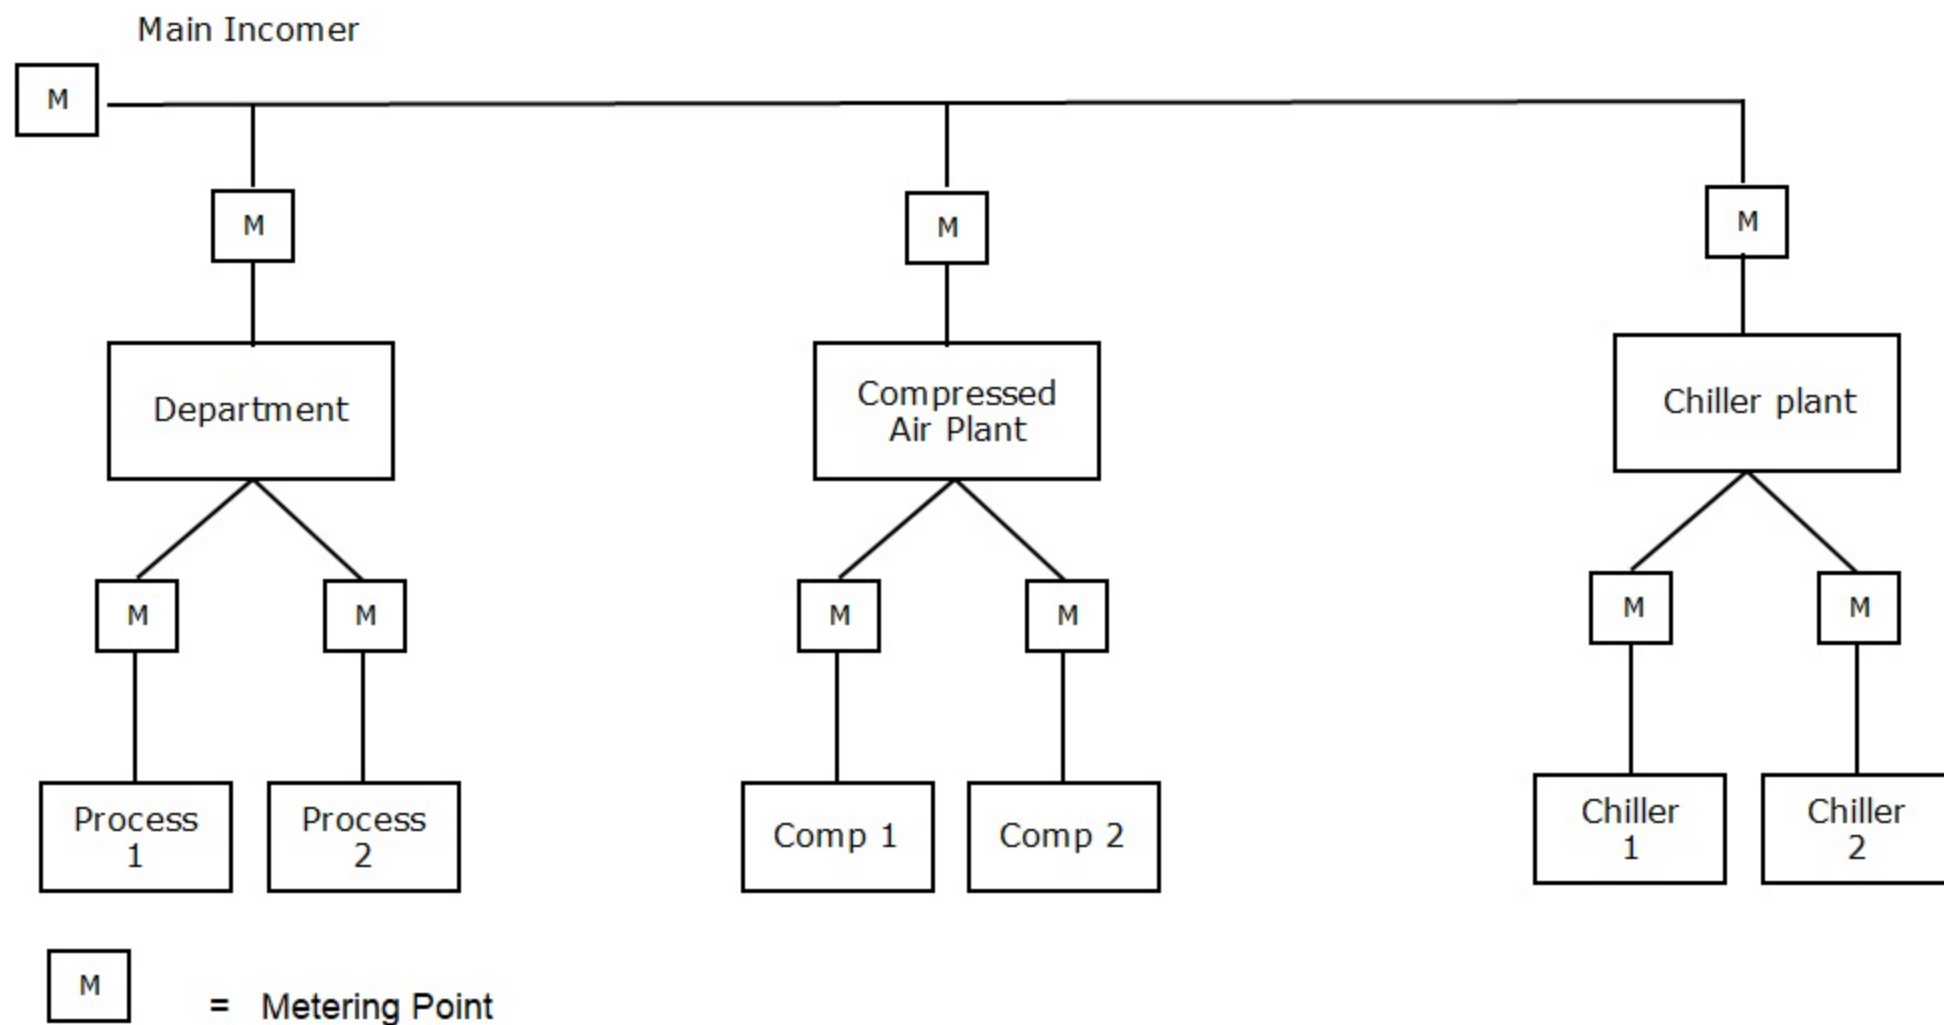 Main Incomer
M
M
M
M
Department
Compressed
Air Plant
Chiller plant
M
M
M
M
M
M
Process
1
Process
2
Comp 1
Comp 2
Chiller
1
Chiller
2
M
= Metering Point